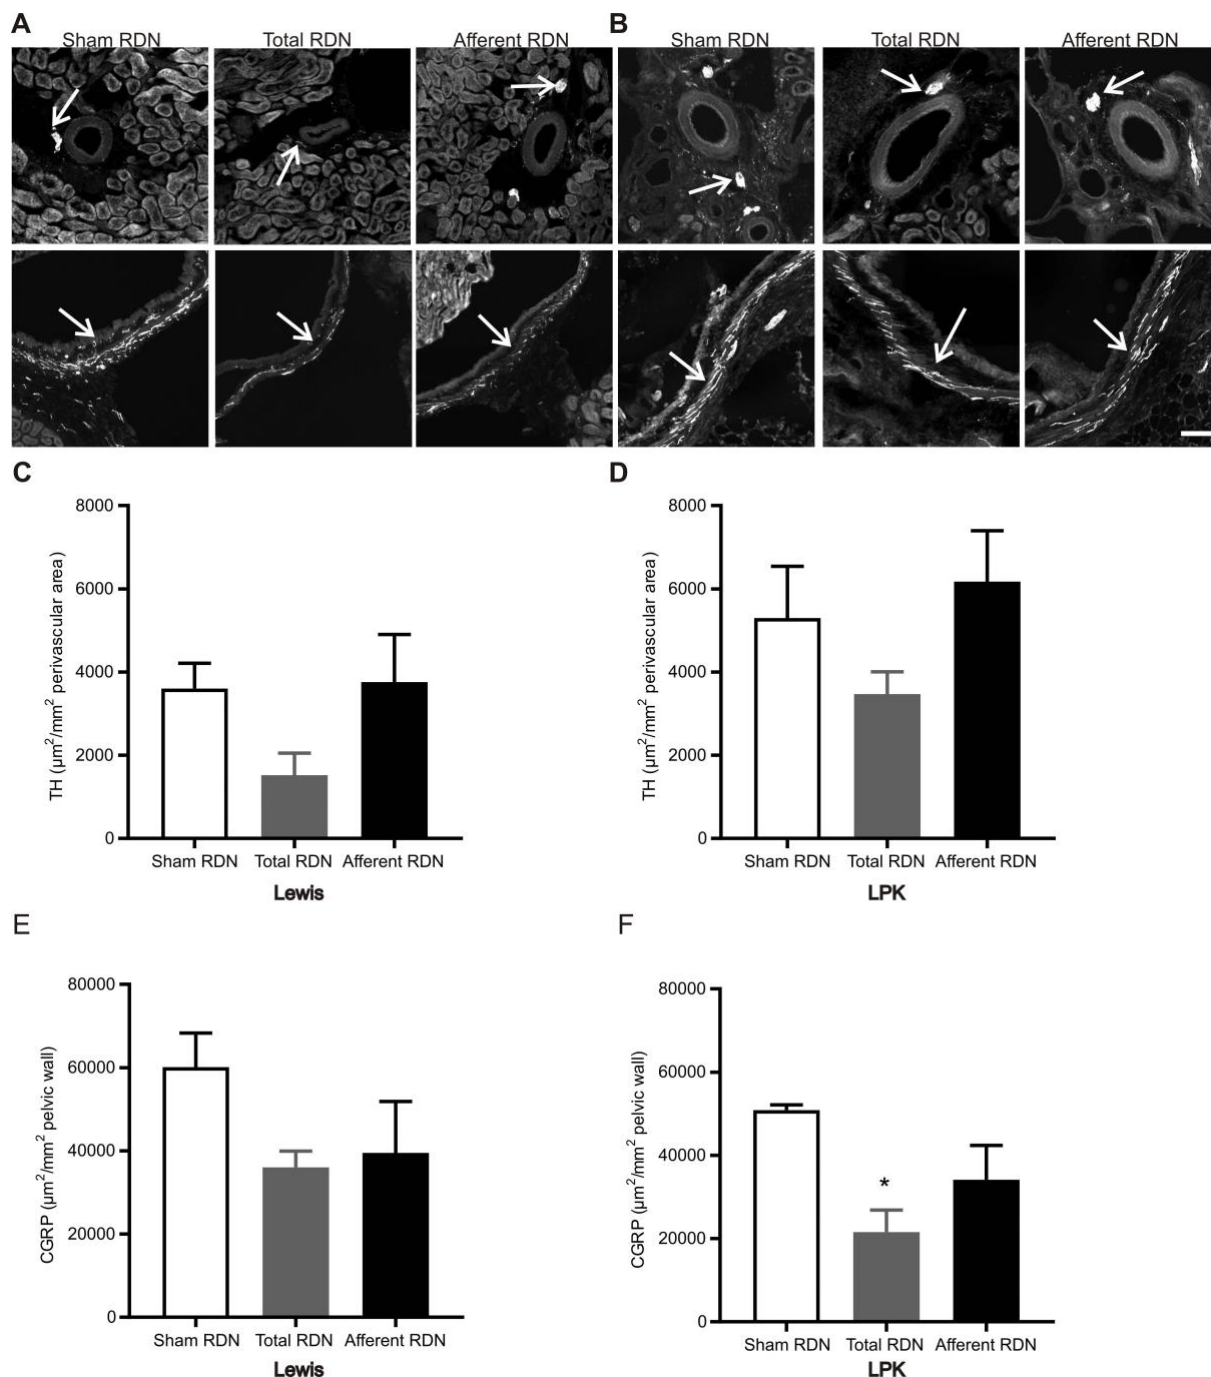 A
B
Sham RDN
Total RDN
Afferent RDN
Sham RDN
Total RDN
Afferent RDN
C
D
8000
6000
4000
2000
0
TH (µm²/mm² perivascular area)
Sham RDN
Total RDN
Afferent RDN
Lewis
8000
6000
4000
2000
0
TH (µm²/mm² perivascular area)
Sham RDN
Total RDN
Afferent RDN
LPK
E
F
80000
60000
40000
20000
0
CGRP (µm²/mm² pelvic wall)
Sham RDN
Total RDN
Afferent RDN
Lewis
80000
60000
40000
20000
0
CGRP (µm²/mm² pelvic wall)
*
Sham RDN
Total RDN
Afferent RDN
LPK